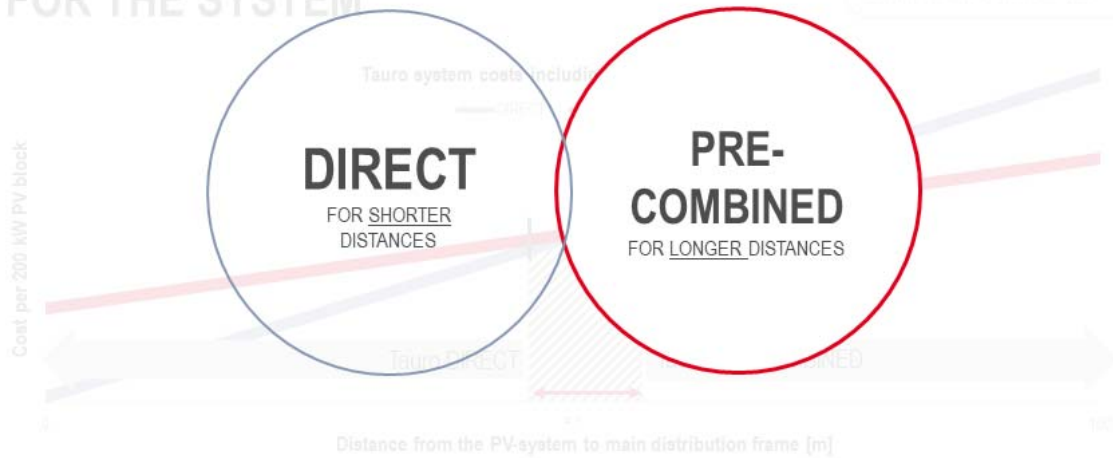 FOR THE SYSTEM
Tauro system costs includin
DIRECT
DIRECT
FOR SHORTER
DISTANCES
PRE-
COMBINED
FOR LONGER DISTANCES
Cost per 200 kW PV block
Tauro DIRECT
Distance from the PV-system to main distribution frame [m]